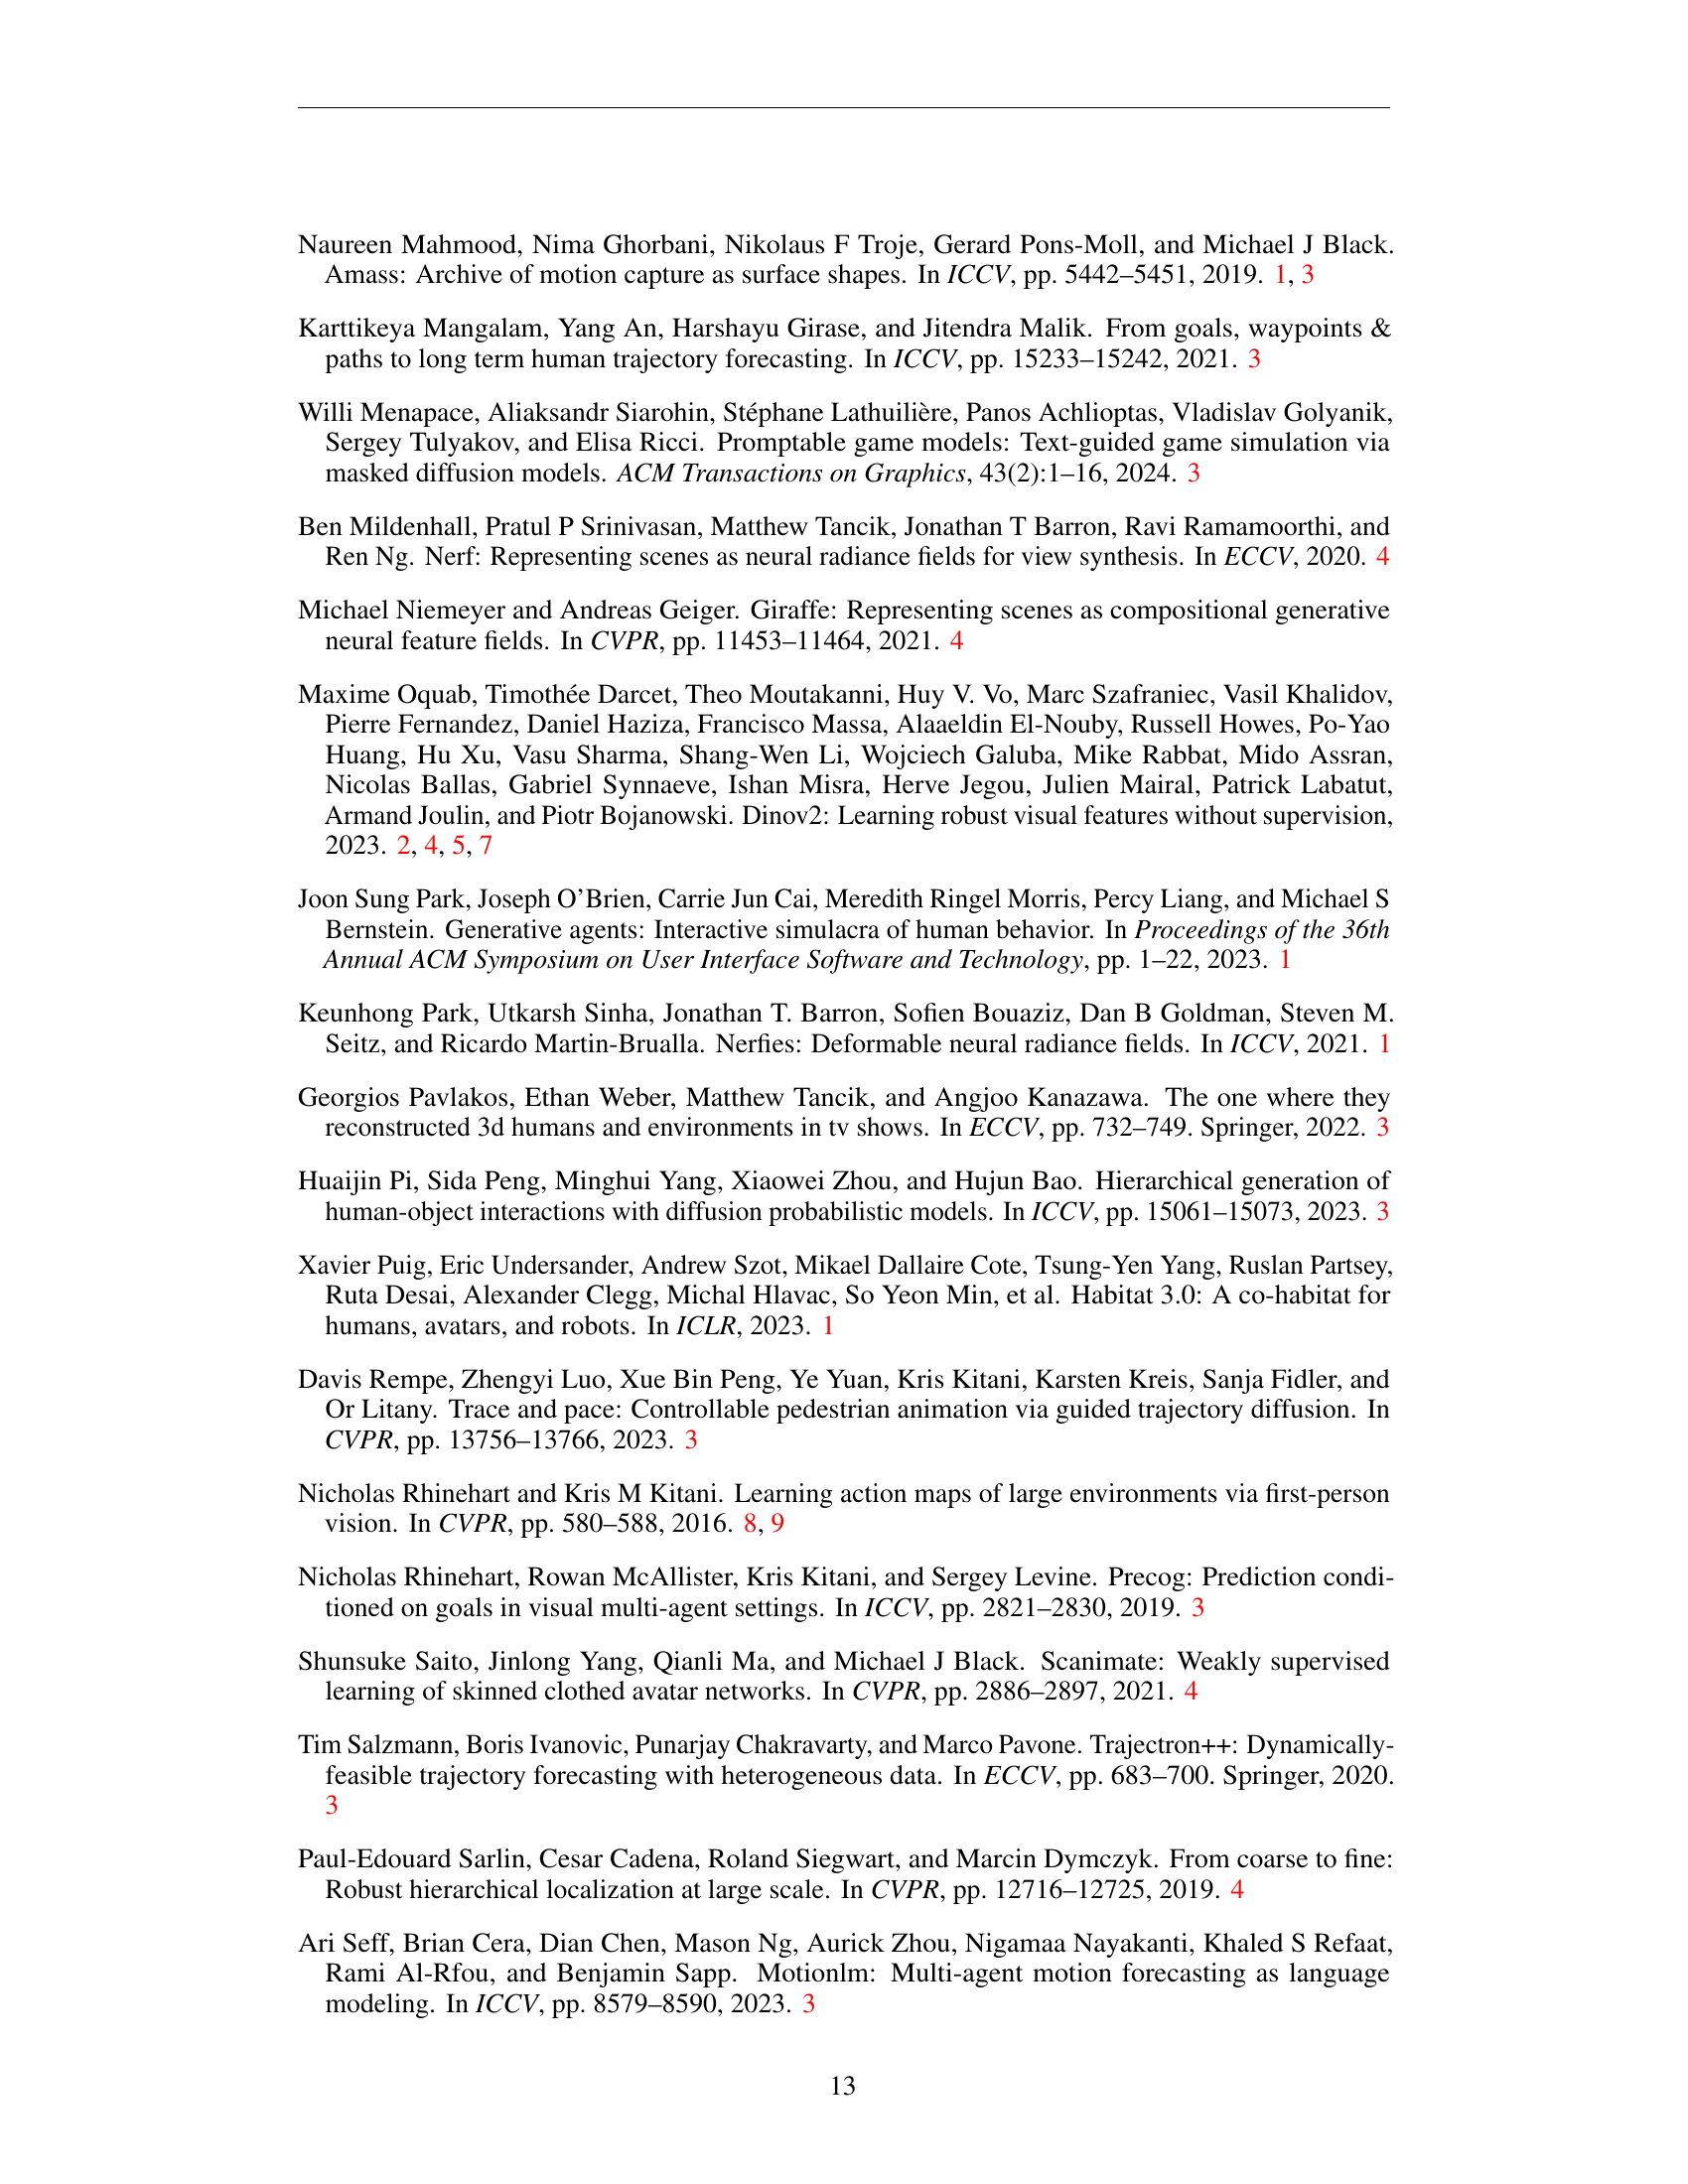 Naureen Mahmood, Nima Ghorbani, Nikolaus F Troje, Gerard Pons-Moll, and Michael J Black.
Amass: Archive of motion capture as surface shapes. In ICCV, pp. 5442–5451, 2019. 1, 3
Karttikeya Mangalam, Yang An, Harshayu Girase, and Jitendra Malik. From goals, waypoints &
paths to long term human trajectory forecasting. In ICCV, pp. 15233–15242, 2021. 3
Willi Menapace, Aliaksandr Siarohin, Stéphane Lathuilière, Panos Achlioptas, Vladislav Golyanik,
Sergey Tulyakov, and Elisa Ricci. Promptable game models: Text-guided game simulation via
masked diffusion models. ACM Transactions on Graphics, 43(2):1–16, 2024. 3
Ben Mildenhall, Pratul P Srinivasan, Matthew Tancik, Jonathan T Barron, Ravi Ramamoorthi, and
Ren Ng. Nerf: Representing scenes as neural radiance fields for view synthesis. In ECCV, 2020. 4
Michael Niemeyer and Andreas Geiger. Giraffe: Representing scenes as compositional generative
neural feature fields. In CVPR, pp. 11453–11464, 2021. 4
Maxime Oquab, Timothée Darcet, Theo Moutakanni, Huy V. Vo, Marc Szafraniec, Vasil Khalidov,
Pierre Fernandez, Daniel Haziza, Francisco Massa, Alaaeldin El-Nouby, Russell Howes, Po-Yao
Huang, Hu Xu, Vasu Sharma, Shang-Wen Li, Wojciech Galuba, Mike Rabbat, Mido Assran,
Nicolas Ballas, Gabriel Synnaeve, Ishan Misra, Herve Jegou, Julien Mairal, Patrick Labatut,
Armand Joulin, and Piotr Bojanowski. Dinov2: Learning robust visual features without supervision,
2023. 2, 4, 5, 7
Joon Sung Park, Joseph O’Brien, Carrie Jun Cai, Meredith Ringel Morris, Percy Liang, and Michael S
Bernstein. Generative agents: Interactive simulacra of human behavior. In Proceedings of the 36th
Annual ACM Symposium on User Interface Software and Technology, pp. 1–22, 2023. 1
Keunhong Park, Utkarsh Sinha, Jonathan T. Barron, Sofien Bouaziz, Dan B Goldman, Steven M.
Seitz, and Ricardo Martin-Brualla. Nerfies: Deformable neural radiance fields. In ICCV, 2021. 1
Georgios Pavlakos, Ethan Weber, Matthew Tancik, and Angjoo Kanazawa. The one where they
reconstructed 3d humans and environments in tv shows. In ECCV, pp. 732–749. Springer, 2022. 3
Huaijin Pi, Sida Peng, Minghui Yang, Xiaowei Zhou, and Hujun Bao. Hierarchical generation of
human-object interactions with diffusion probabilistic models. In ICCV, pp. 15061–15073, 2023. 3
Xavier Puig, Eric Undersander, Andrew Szot, Mikael Dallaire Cote, Tsung-Yen Yang, Ruslan Partsey,
Ruta Desai, Alexander Clegg, Michal Hlavac, So Yeon Min, et al. Habitat 3.0: A co-habitat for
humans, avatars, and robots. In ICLR, 2023. 1
Davis Rempe, Zhengyi Luo, Xue Bin Peng, Ye Yuan, Kris Kitani, Karsten Kreis, Sanja Fidler, and
Or Litany. Trace and pace: Controllable pedestrian animation via guided trajectory diffusion. In
CVPR, pp. 13756–13766, 2023. 3
Nicholas Rhinehart and Kris M Kitani. Learning action maps of large environments via first-person
vision. In CVPR, pp. 580–588, 2016. 8, 9
Nicholas Rhinehart, Rowan McAllister, Kris Kitani, and Sergey Levine. Precog: Prediction condi-
tioned on goals in visual multi-agent settings. In ICCV, pp. 2821–2830, 2019. 3
Shunsuke Saito, Jinlong Yang, Qianli Ma, and Michael J Black. Scanimate: Weakly supervised
learning of skinned clothed avatar networks. In CVPR, pp. 2886–2897, 2021. 4
Tim Salzmann, Boris Ivanovic, Punarjay Chakravarty, and Marco Pavone. Trajectron++: Dynamically-
feasible trajectory forecasting with heterogeneous data. In ECCV, pp. 683–700. Springer, 2020.
3
Paul-Edouard Sarlin, Cesar Cadena, Roland Siegwart, and Marcin Dymczyk. From coarse to fine:
Robust hierarchical localization at large scale. In CVPR, pp. 12716–12725, 2019. 4
Ari Seff, Brian Cera, Dian Chen, Mason Ng, Aurick Zhou, Nigamaa Nayakanti, Khaled S Refaat,
Rami Al-Rfou, and Benjamin Sapp. Motionlm: Multi-agent motion forecasting as language
modeling. In ICCV, pp. 8579–8590, 2023. 3
13